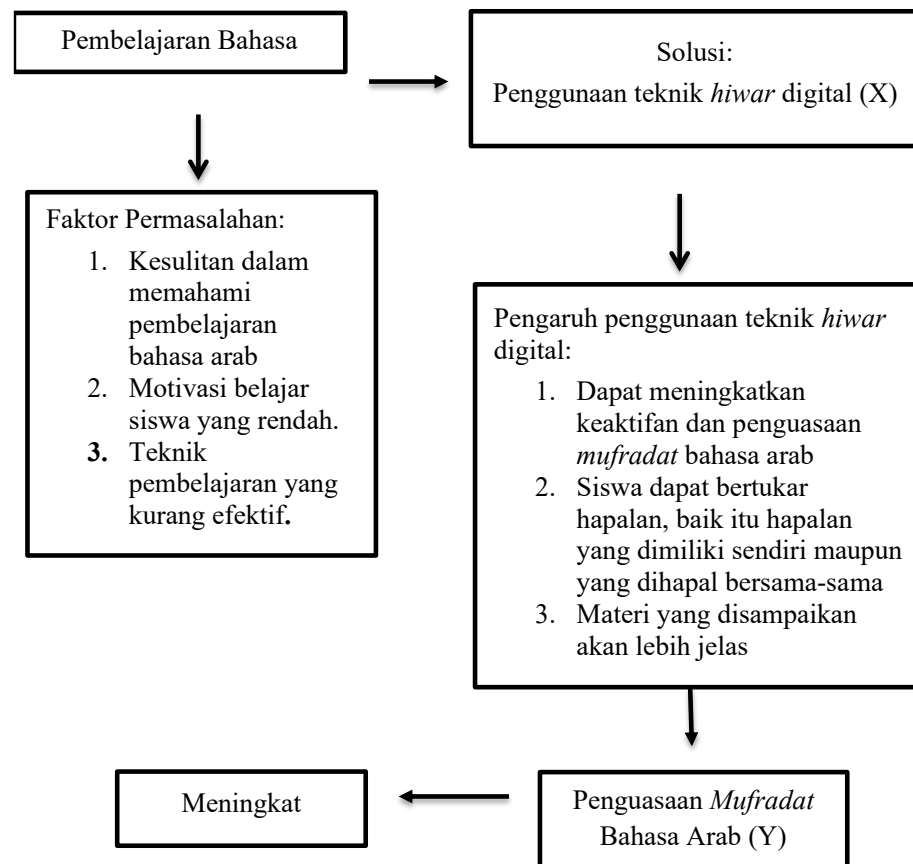 Pembelajaran Bahasa
Solusi:
Penggunaan teknik hiwar digital (X)
Faktor Permasalahan:
1. Kesulitan dalam
memahami
pembelajaran
bahasa arab
2. Motivasi belajar
siswa yang rendah.
3. Teknik
pembelajaran yang
kurang efektif.
Pengaruh penggunaan teknik hiwar
digital:
1. Dapat meningkatkan
keaktifan dan penguasaan
mufradat bahasa arab
2. Siswa dapat bertukar
hapalan, baik itu hapalan
yang dimiliki sendiri maupun
yang dihapal bersama-sama
3. Materi yang disampaikan
akan lebih jelas
Meningkat
Penguasaan Mufradat
Bahasa Arab (Y)